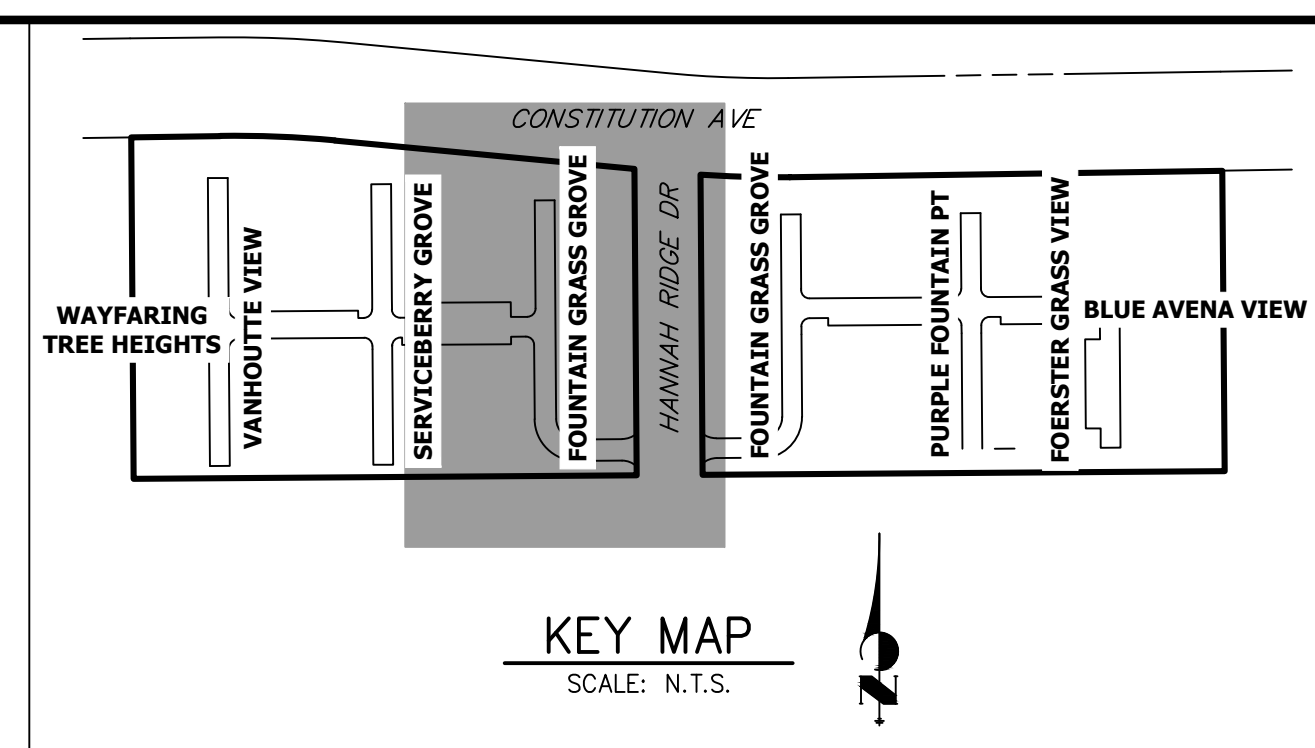 CONSTITUTION AVE
WAYFARING
TREE HEIGHTS
VANHOUTTE VIEW
SERVICEBERRY GROVE
FOUNTAIN GRASS GROVE
HANNAH RIDGE DR
FOUNTAIN GRASS GROVE
PURPLE FOUNTAIN PT
FOERSTER GRASS VIEW
BLUE AVENA VIEW
KEY MAP
SCALE: N.T.S.
N